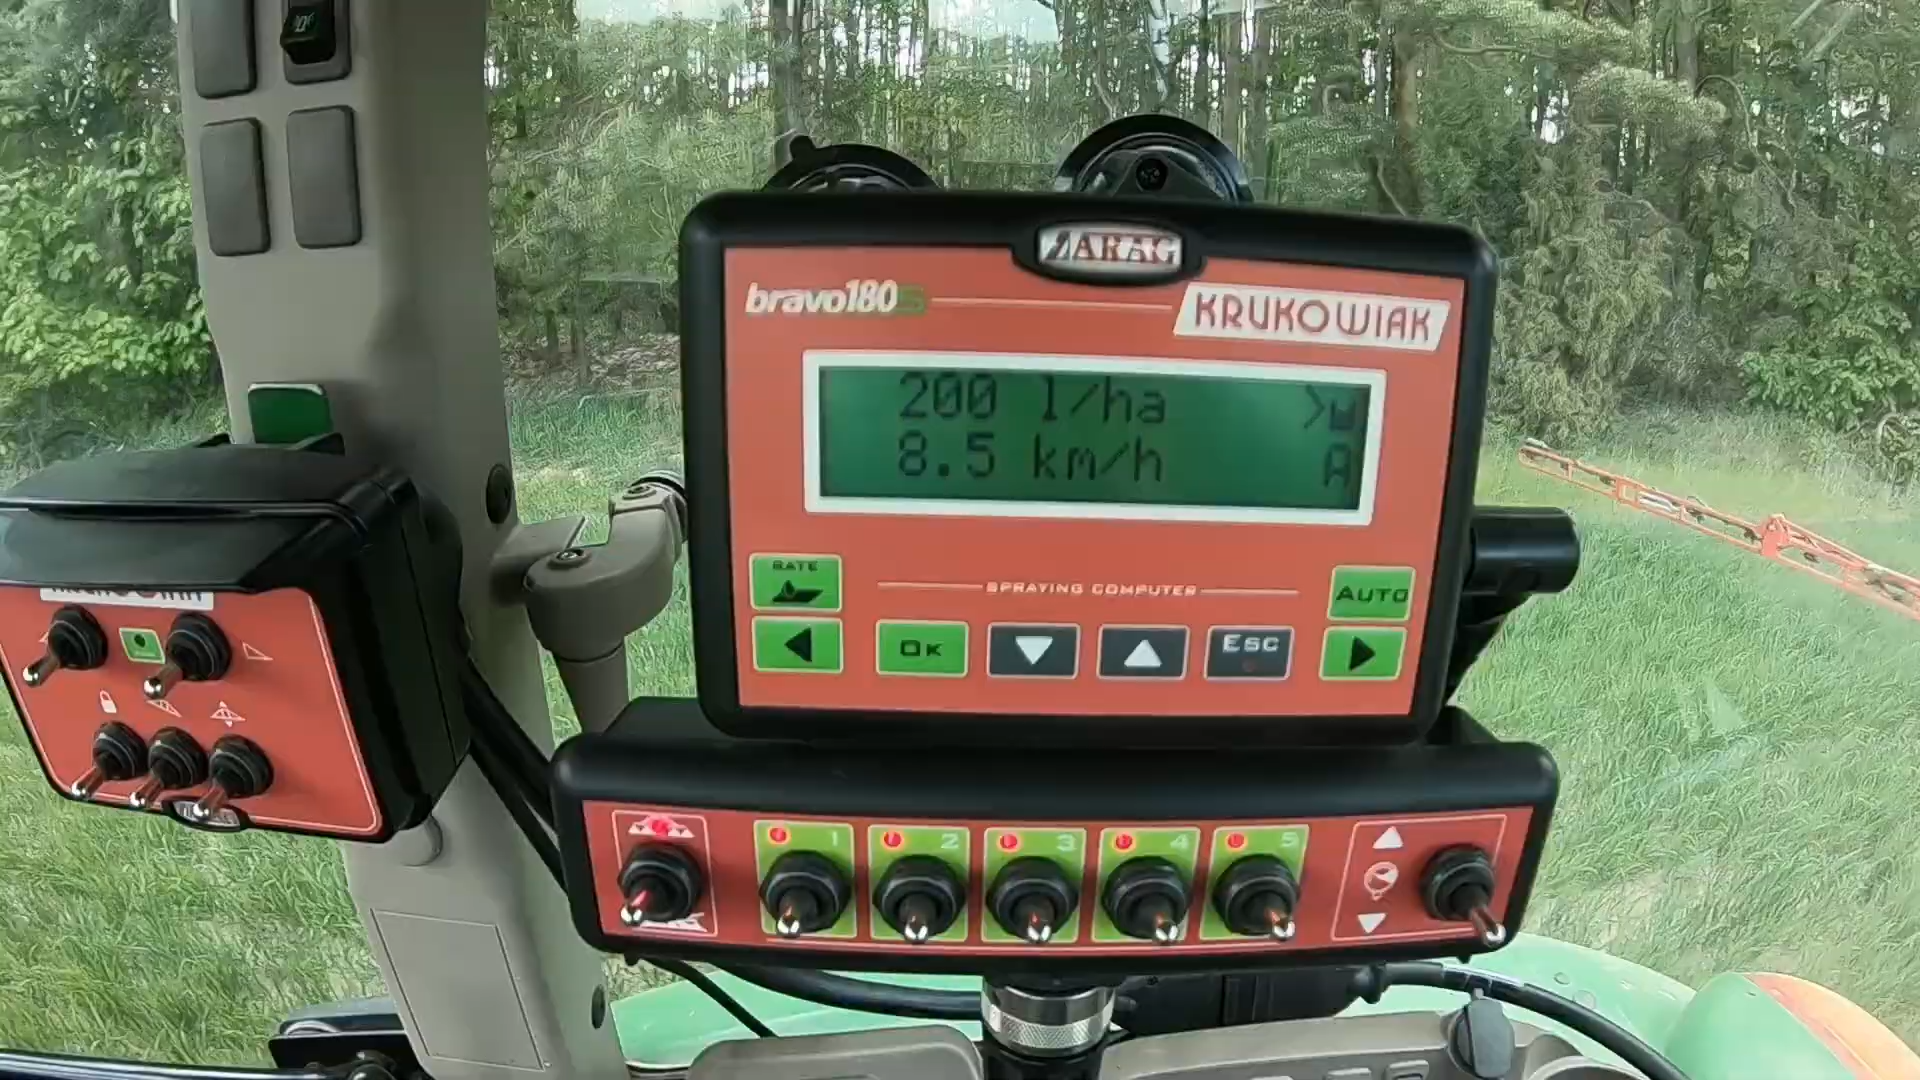 ARAG
bravo180S
KRUKOWIAK
200 l/ha
8.5 km/h A
RATE
SPRAYING COMPUTER
AUTO
OK
ESC
1 2 3 4 5